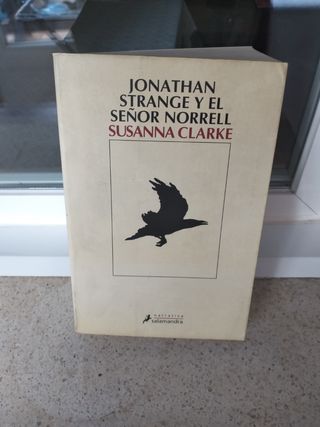 JONATHAN
STRANGE Y EL
SEÑOR NORRELL
SUSANNA CLARKE
narrativa
salamandra